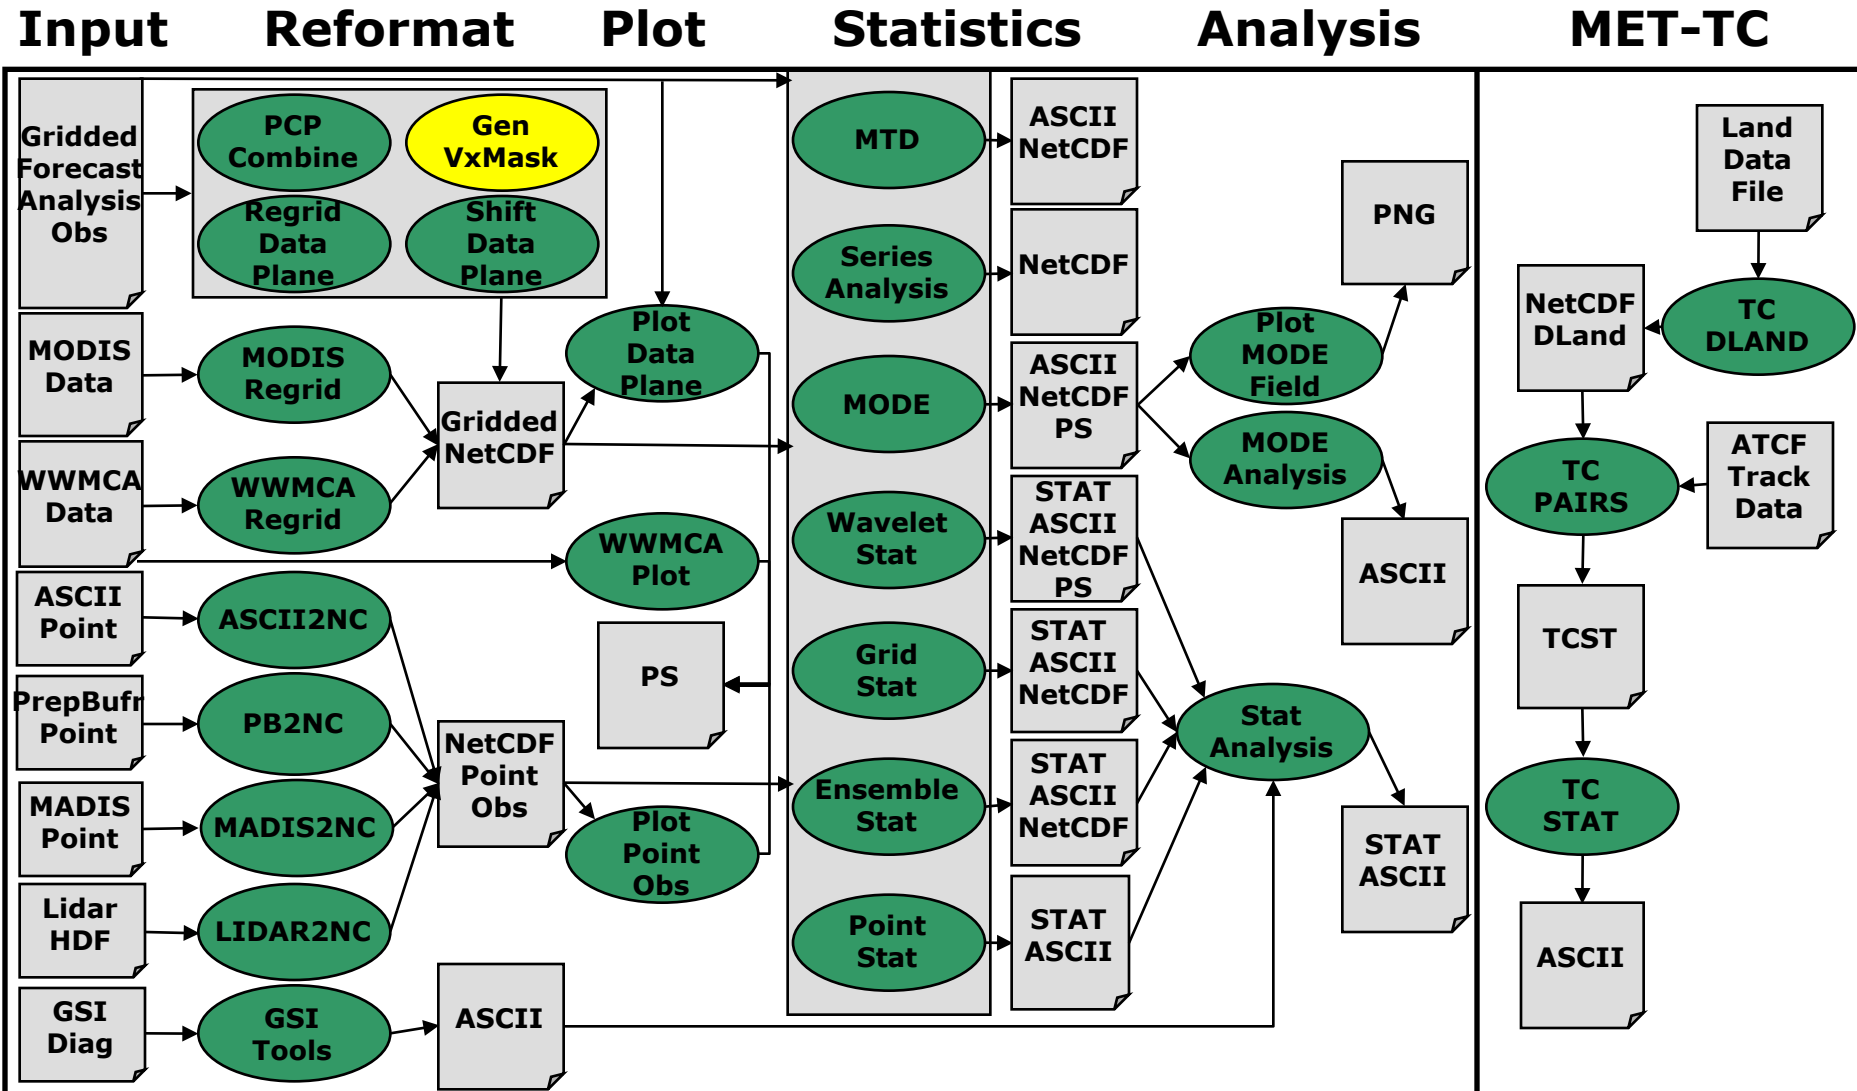 Input
Reformat
Plot
Statistics
Analysis
MET-TC
Gridded
Forecast
Analysis
Obs
PCP
Combine
Gen
VxMask
Regrid
Data
Plane
Shift
Data
Plane
MODIS
Data
MODIS
Regrid
WWMCA
Data
WWMCA
Regrid
Gridded
NetCDF
ASCII
Point
ASCII2NC
PrepBufr
Point
PB2NC
MADIS
Point
MADIS2NC
Lidar
HDF
LIDAR2NC
NetCDF
Point
Obs
GSI
Diag
GSI
Tools
ASCII
Plot
Data
Plane
WWMCA
Plot
PS
Plot
Point
Obs
MTD
ASCII
NetCDF
Series
Analysis
NetCDF
MODE
ASCII
NetCDF
PS
Wavelet
Stat
STAT
ASCII
NetCDF
PS
Grid
Stat
STAT
ASCII
NetCDF
Ensemble
Stat
STAT
ASCII
NetCDF
Point
Stat
STAT
ASCII
PNG
Plot
MODE
Field
MODE
Analysis
ASCII
Stat
Analysis
STAT
ASCII
Land
Data
File
NetCDF
DLand
TC
DLAND
TC
PAIRS
ATCF
Track
Data
TCST
TC
STAT
ASCII